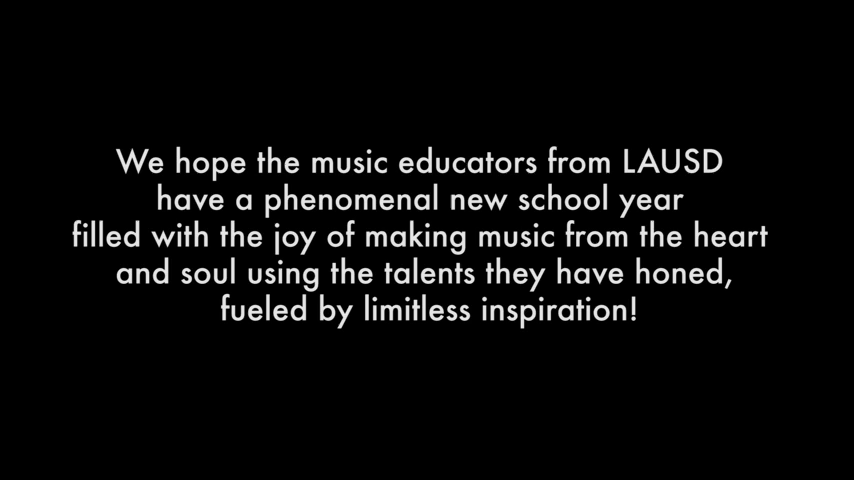 We hope the music educators from LAUSD
have a phenomenal new school year
filled with the joy of making music from the heart
and soul using the talents they have honed,
fueled by limitless inspiration!